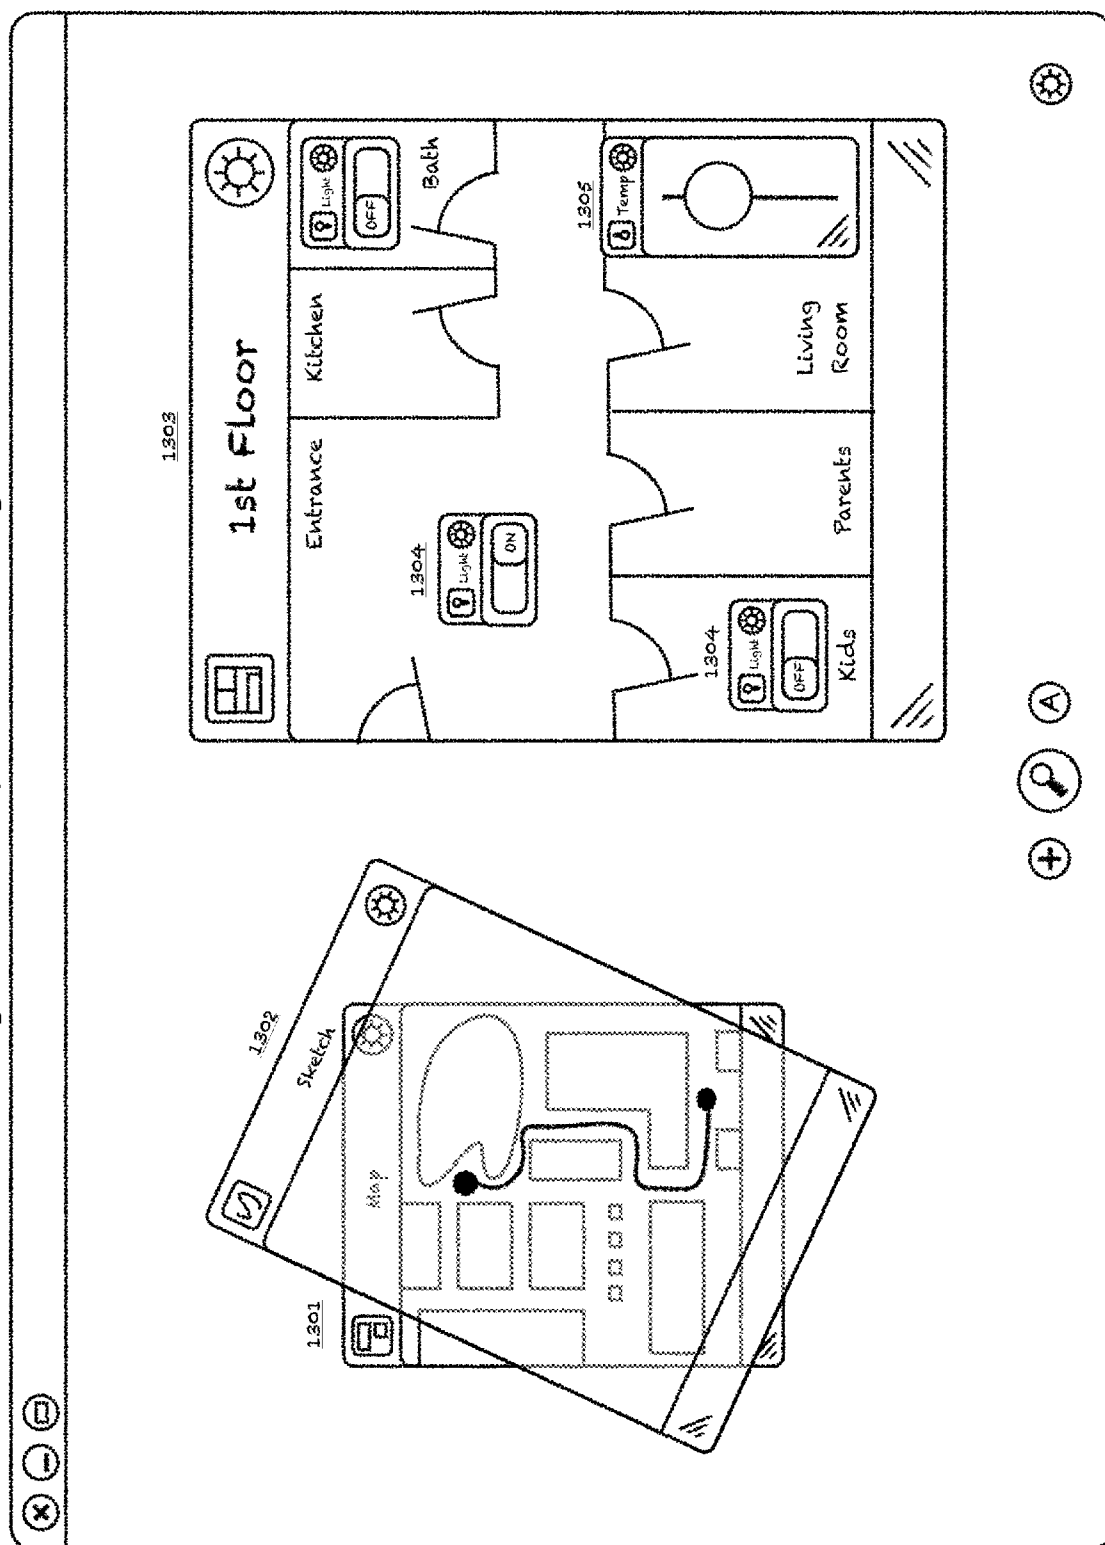 1303
1st Floor
Entrance
Kitchen
Light
OFF
Bath
1304
Light
ON
1305
Temp
1304
Light
OFF
Kids
Parents
Living
Room
1302
Sketch
1301
Map
A